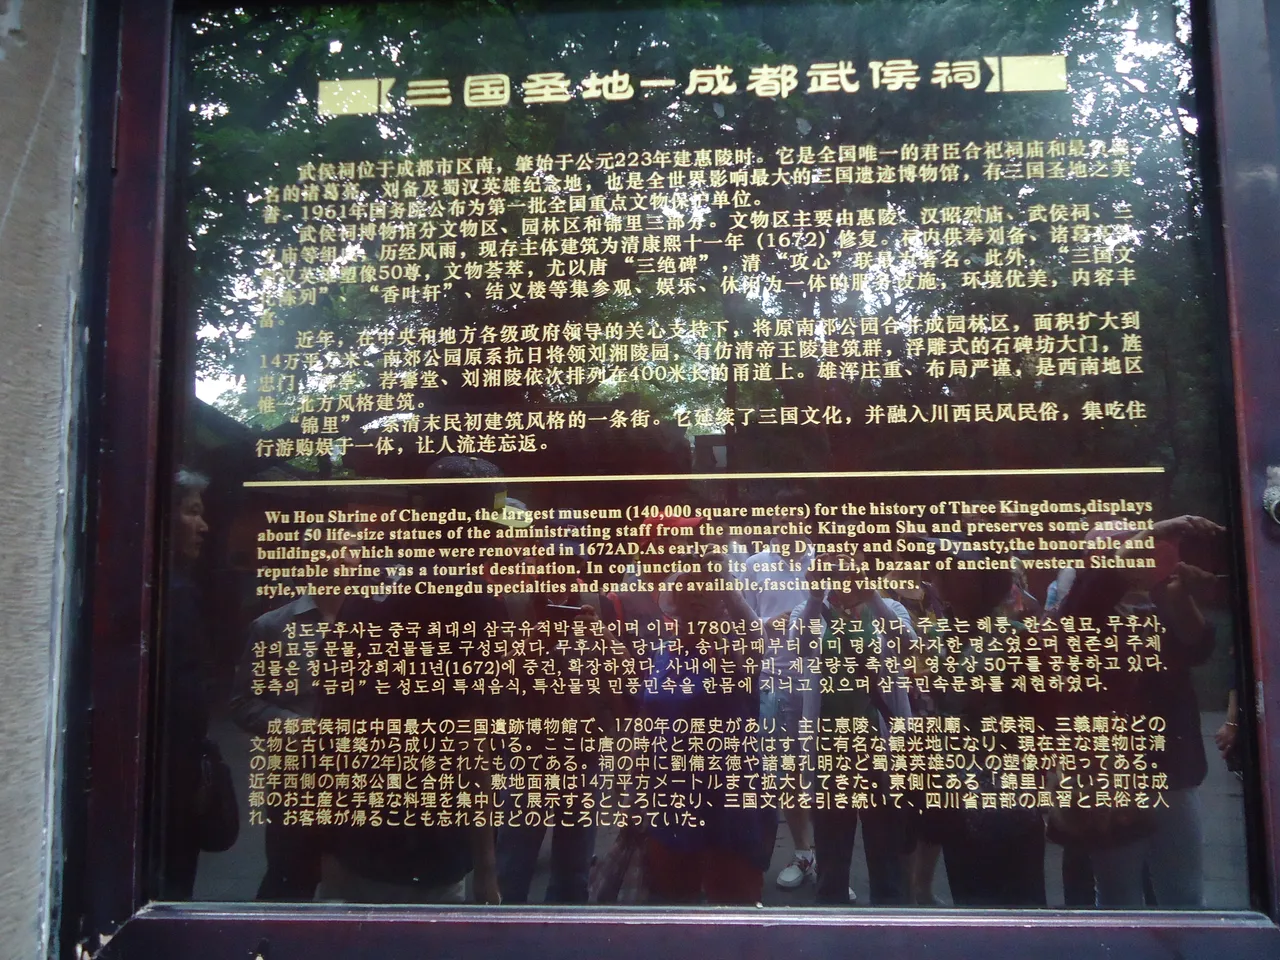 【三国圣地－成都武侯祠】
武侯祠位于成都市区南，肇始于公元223年建惠陵时。它是全国唯一的君臣合祀祠庙和最负盛
名的诸葛亮、刘备及蜀汉英雄纪念地，也是全世界影响最大的三国遗迹博物馆，有三国圣地之美
誉。1961年国务院公布为第一批全国重点文物保护单位。
武侯祠博物馆分文物区、园林区和锦里三部分。文物区主要由惠陵、汉昭烈庙、武侯祠、三
义庙等组成，历经风雨，现存主体建筑为清康熙十一年（1672）修复。祠内供奉刘备、诸葛亮等
蜀汉英雄塑像50尊，文物荟萃，尤以唐“三绝碑”，清“攻心”联最为著名。此外，“三国文
化陈列”、“香叶轩”、结义楼等集参观、娱乐、休闲为一体的服务设施，环境优美，内容丰
富。
近年，在中央和地方各级政府领导的关心支持下，将原南郊公园合并成园林区，面积扩大到
14万平方米。南郊公园原系抗日将领刘湘陵园，有仿清帝王陵建筑群，浮雕式的石碑坊大门，旌
忠门、 亭、荐馨堂、刘湘陵依次排列在400米长的甬道上。雄浑庄重、布局严谨，是西南地区
惟一北方风格建筑。
“锦里”一条清末民初建筑风格的一条街。它延续了三国文化，并融入川西民风民俗，集吃住
行游购娱于一体，让人流连忘返。
Wu Hou Shrine of Chengdu, the largest museum (140,000 square meters) for the history of Three Kingdoms,displays
about 50 life-size statues of the administrating staff from the monarchic Kingdom Shu and preserves some ancient
buildings,of which some were renovated in 1672AD.As early as in Tang Dynasty and Song Dynasty,the honorable and
reputable shrine was a tourist destination. In conjunction to its east is Jin Li,a bazaar of ancient western Sichuan
style,where exquisite Chengdu specialties and snacks are available,fascinating visitors.
성도무후사는 중국 최대의 삼국유적박물관이며 이미 1780년의 역사를 갖고 있다. 주로는 혜릉, 한소열묘, 무후사,
삼의묘등 문물, 고건물들로 구성되였다. 무후사는 당나라, 송나라때부터 이미 명성이 자자한 명소였으며 현존의 주체
건물은 청나라강희제11년(1672)에 중건, 확장하였다. 사내에는 유비, 제갈량등 촉한의 영웅상 50구를 공봉하고 있다.
동측의 “금리”는 성도의 특색음식, 특산물및 민풍민속을 한몸에 지니고 있으며 삼국민속문화를 재현하였다.
成都武侯祠は中国最大の三国遺跡博物館で、1780年の歴史があり、主に恵陵、漢昭烈廟、武侯祠、三義廟などの
文物と古い建築から成り立っている。ここは唐の時代と宋の時代はすでに有名な観光地になり、現在主な建物は清
の康熙11年(1672年)改修されたものである。祠の中に劉備玄徳や諸葛孔明など蜀漢英雄50人の塑像が祀ってある。
近年西側の南郊公園と合併し、敷地面積は14万平方メートルまで拡大してきた。東側にある「錦里」という町は成
都のお土産と手軽な料理を集中して展示するところになり、三国文化を引き続いて、四川省西部の風習と民俗を入
れ、お客様が帰ることも忘れるほどのところになっていた。